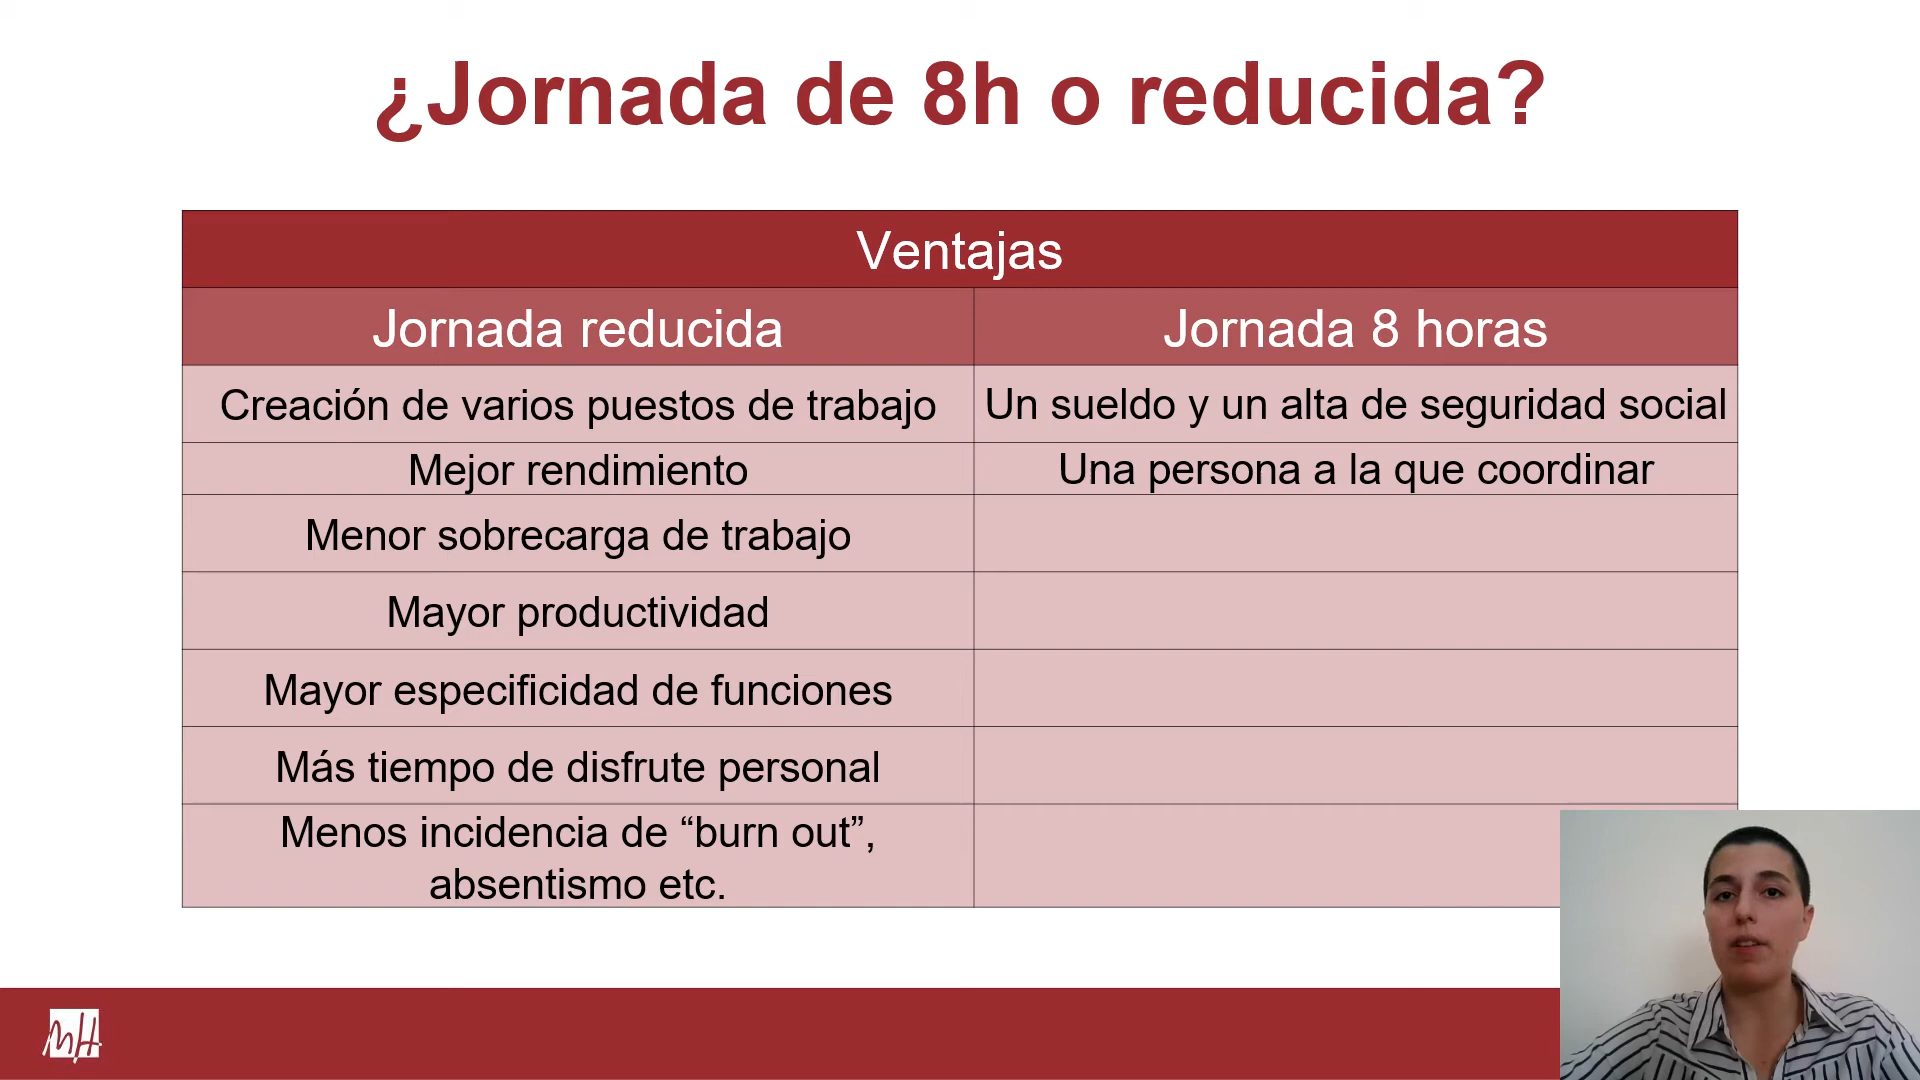 ¿Jornada de 8h o reducida?
Ventajas
Jornada reducida
Jornada 8 horas
Creación de varios puestos de trabajo
Un sueldo y un alta de seguridad social
Mejor rendimiento
Una persona a la que coordinar
Menor sobrecarga de trabajo
Mayor productividad
Mayor especificidad de funciones
Más tiempo de disfrute personal
Menos incidencia de “burn out”,
absentismo etc.
MH